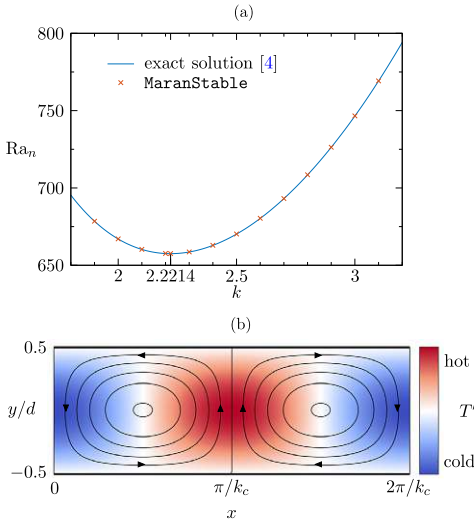 (a)
800
750
700
650
Ra_n
exact solution [4]
MaranStable
2
2.2214
2.5
3
k
(b)
0.5
y/d
−0.5
0
π/k_c
2π/k_c
x
hot
T
cold